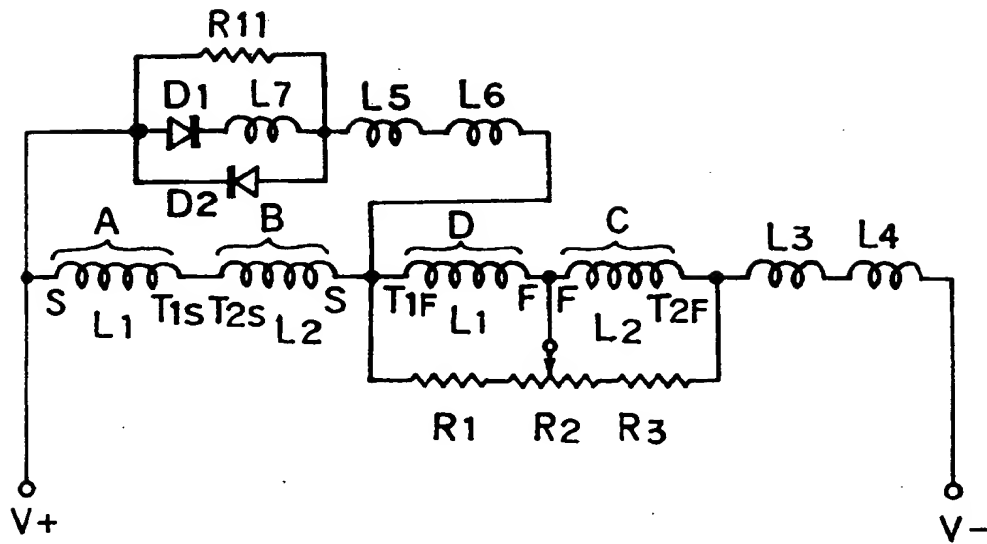 R11
D1 L7 L5 L6
D2
A B D C L3 L4
S T1S T2S S T1F F F T2F
L1 L2 L1 L2
R1 R2 R3
V+ V-